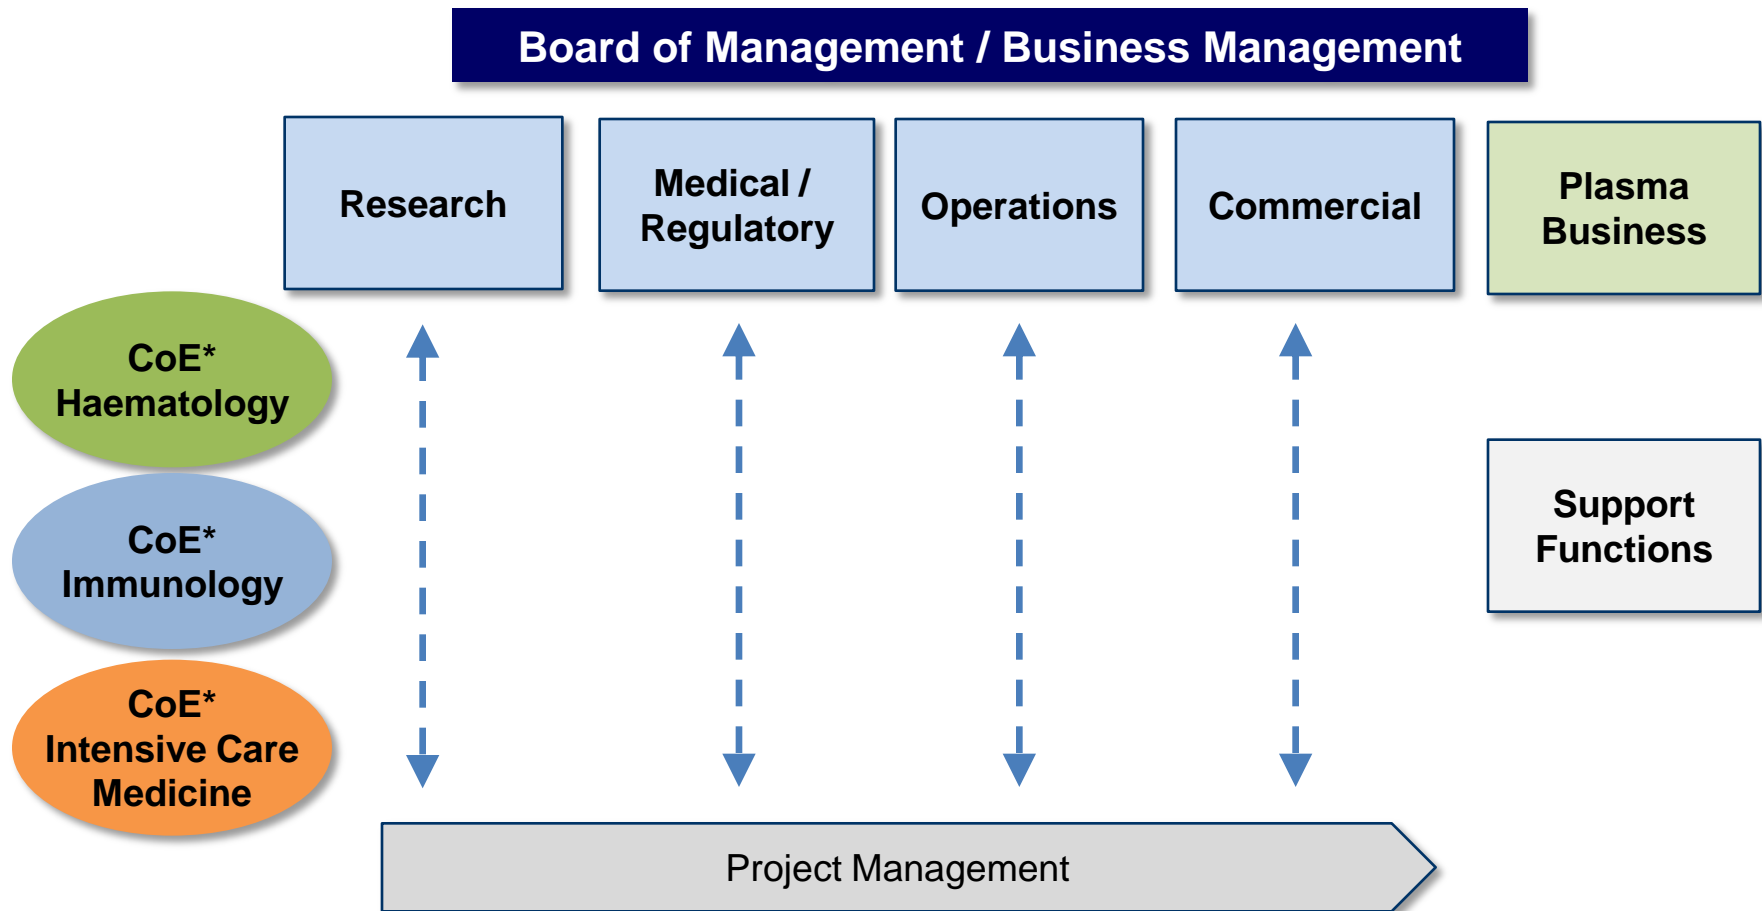 Board of Management / Business Management
Research
Medical /
Regulatory
Operations
Commercial
Plasma
Business
CoE*
Haematology
CoE*
Immunology
CoE*
Intensive Care
Medicine
Support
Functions
Project Management